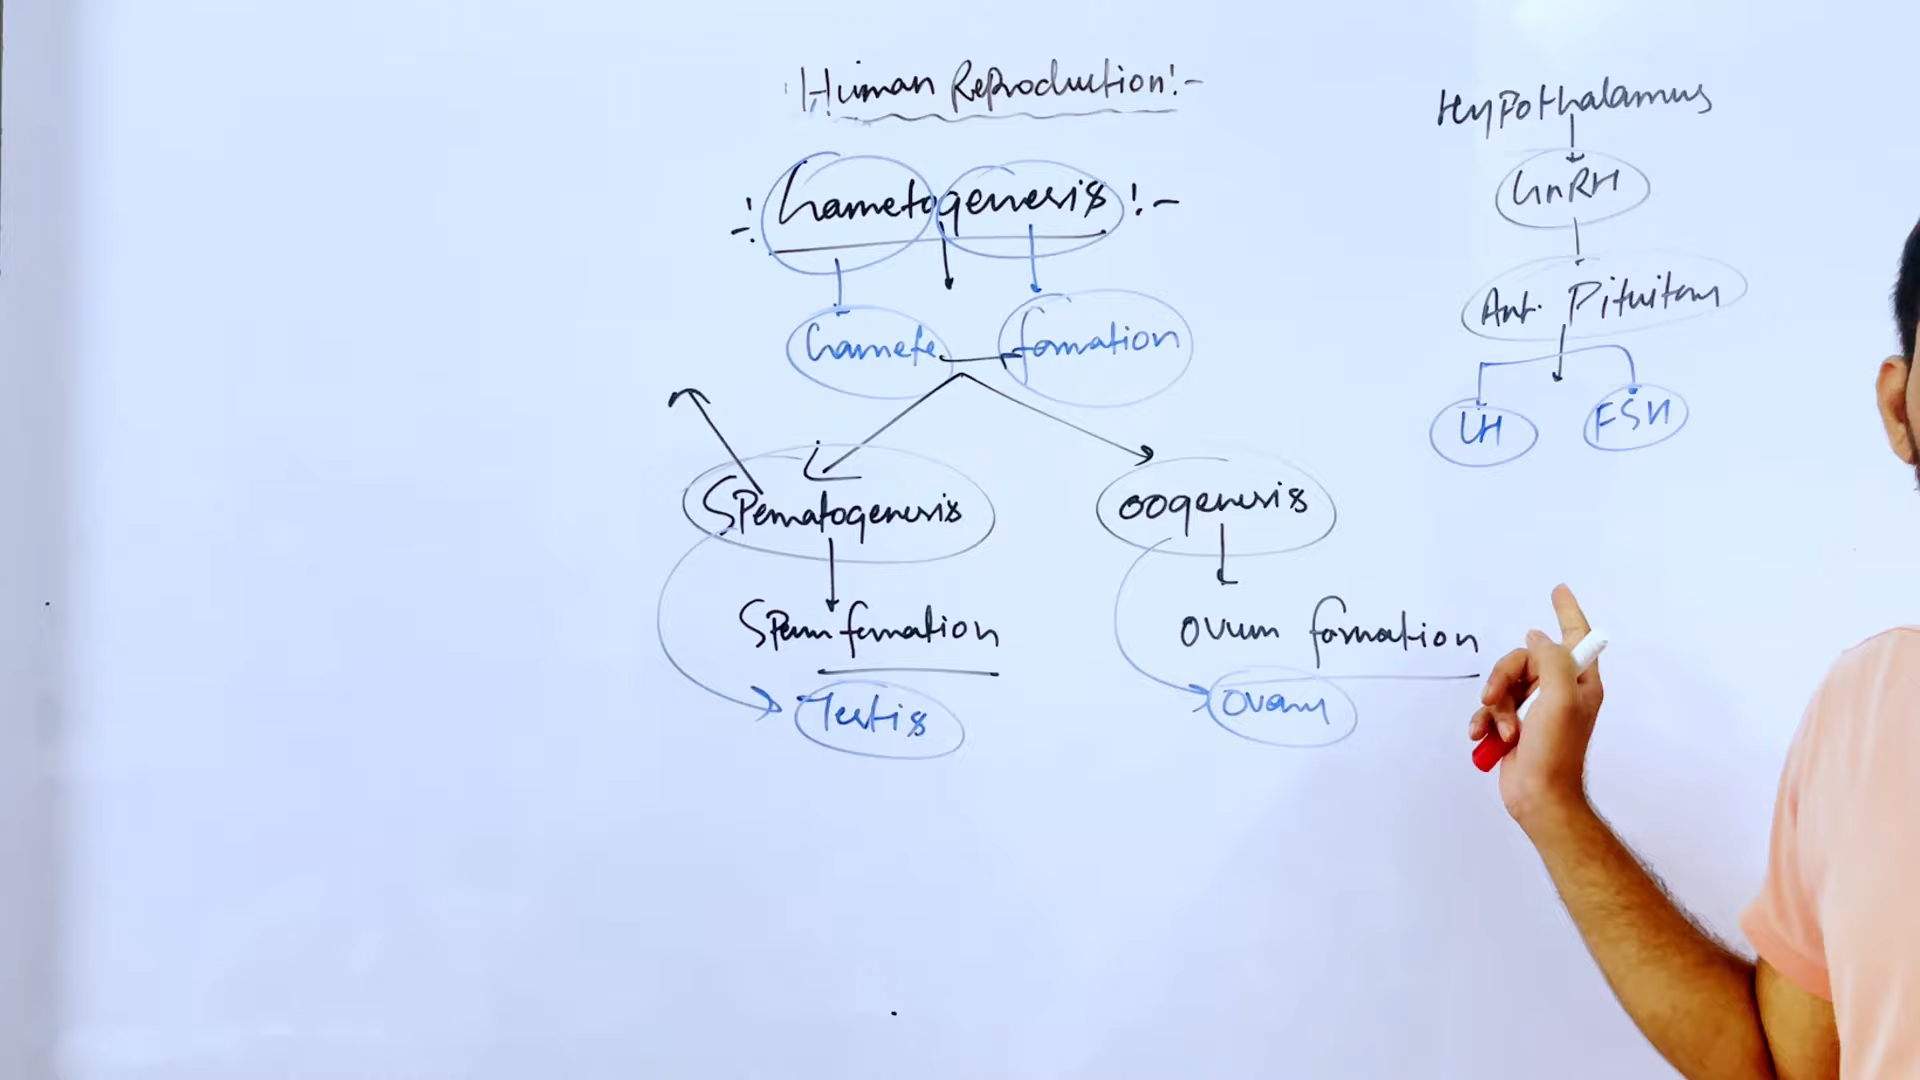 Human Reproduction:-
Hypothalamus
:- Gametogenesis :-
GnRH
Ant. Pituitary
Gamete formation
LH FSH
Spermatogenesis oogenesis
Sperm formation ovum formation
Testis ovary